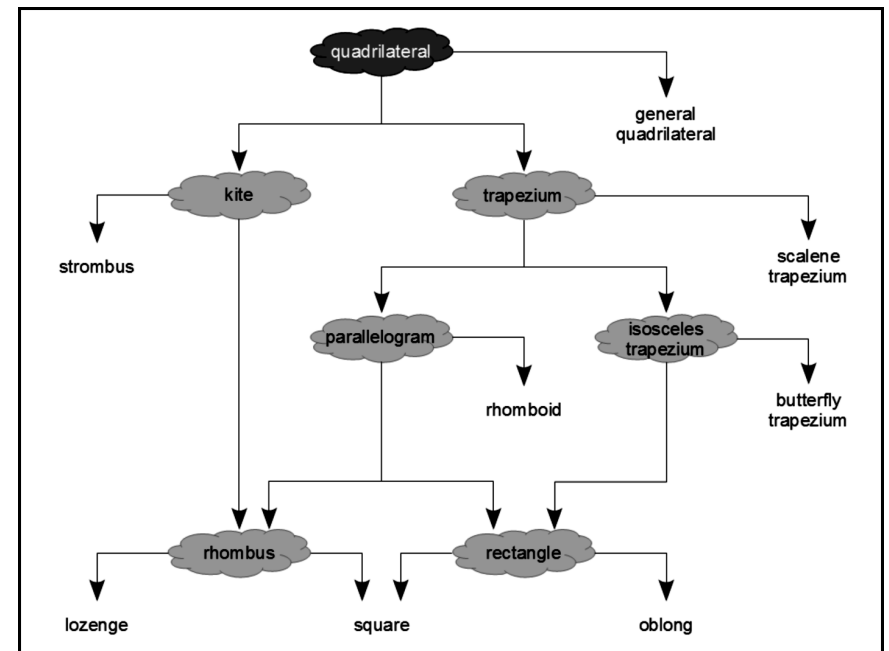 quadrilateral
general
quadrilateral
kite
trapezium
strombus
scalene
trapezium
parallelogram
isosceles
trapezium
rhomboid
butterfly
trapezium
rhombus
rectangle
lozenge
square
oblong